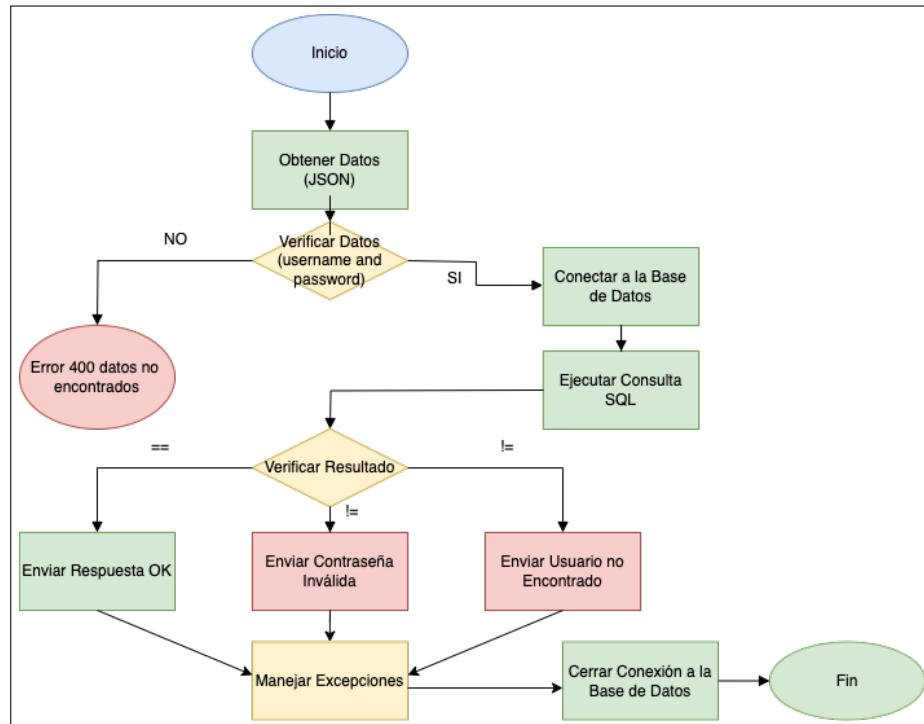 Inicio
Obtener Datos
(JSON)
NO
Verificar Datos
(username and
password)
SI
Conectar a la Base
de Datos
Error 400 datos no
encontrados
Ejecutar Consulta
SQL
==
Verificar Resultado
!=
!=
Enviar Respuesta OK
Enviar Contraseña
Inválida
Enviar Usuario no
Encontrado
Manejar Excepciones
Cerrar Conexión a la
Base de Datos
Fin